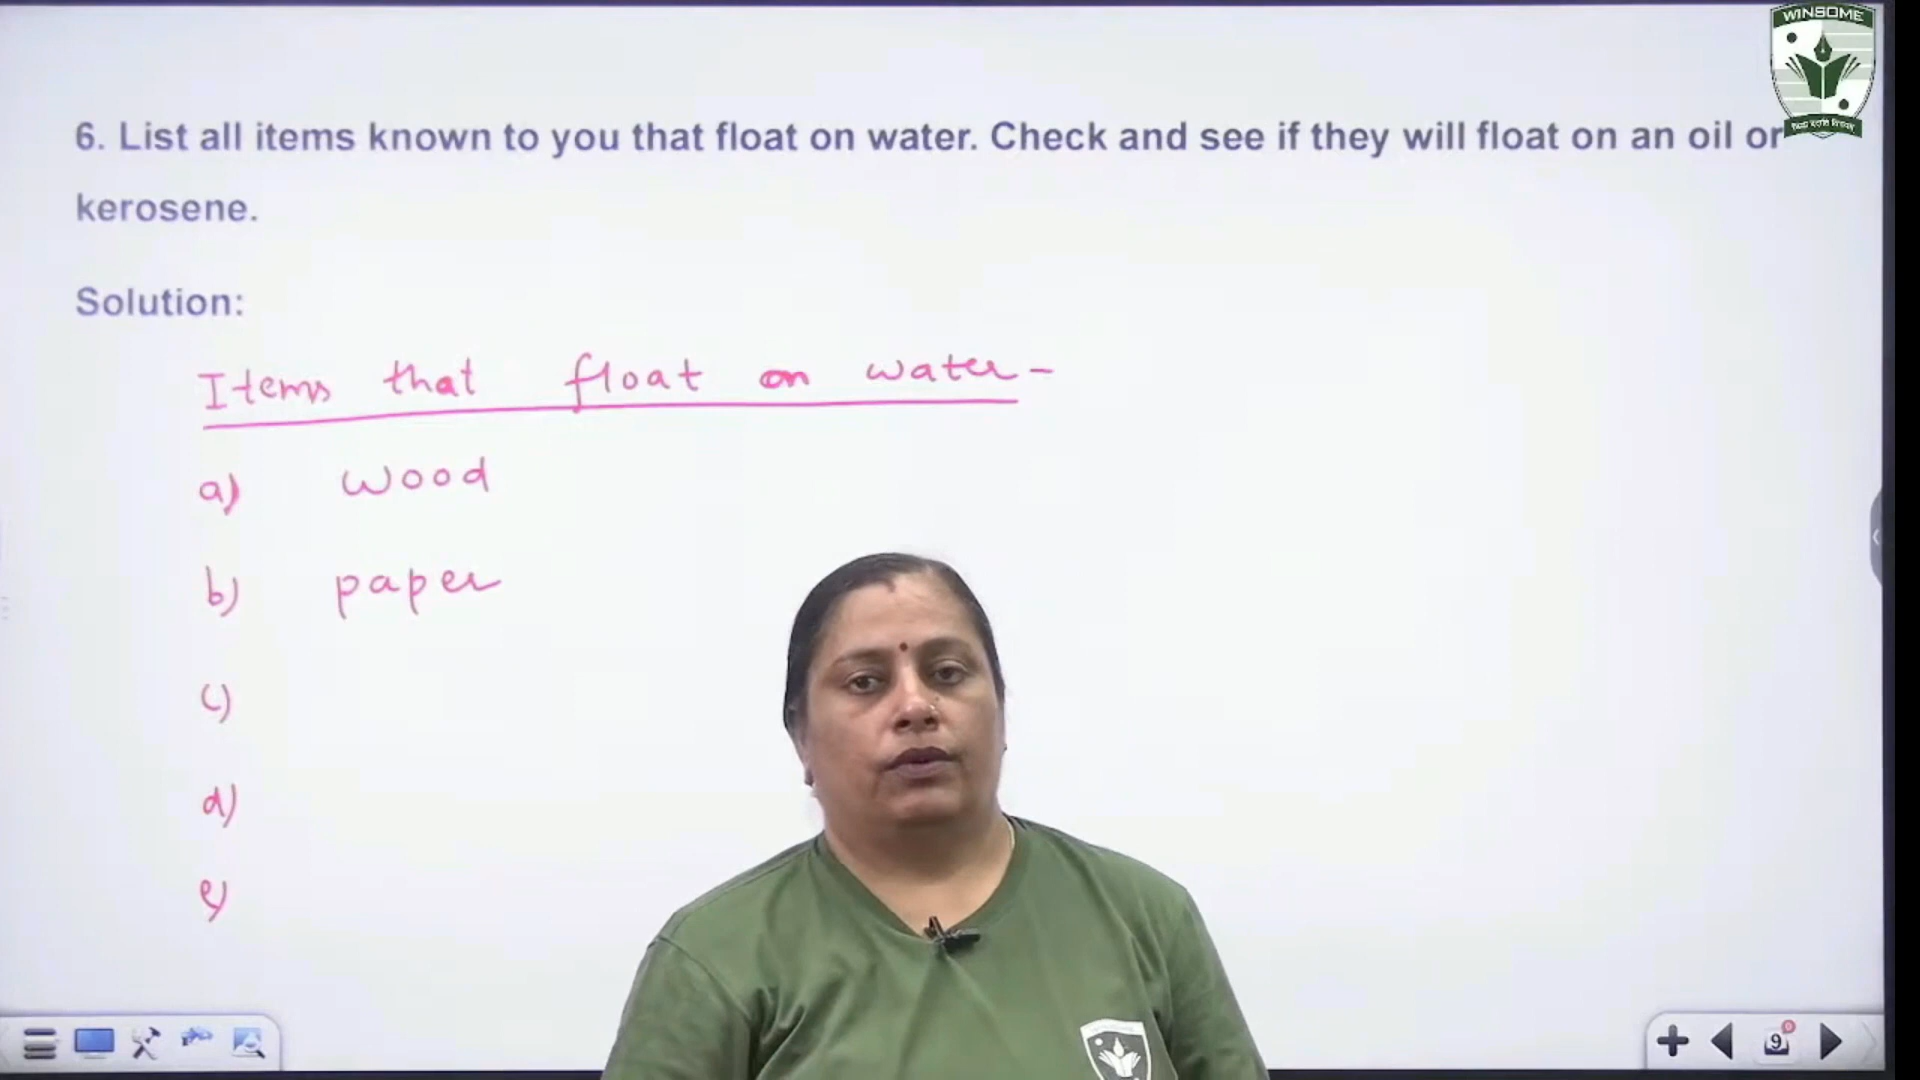 WINSOME
6. List all items known to you that float on water. Check and see if they will float on an oil or
kerosene.
Solution:
Items that float on water-
a) wood
b) paper
c)
d)
e)
9